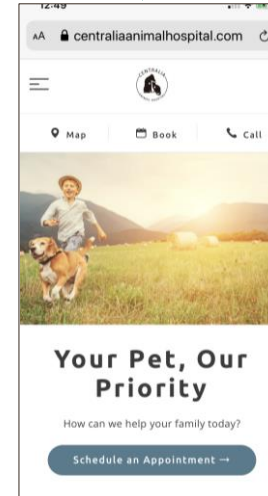 12:49
AA centraliaanimalhospital.com
CENTRALIA
Map Book Call
Your Pet, Our
Priority
How can we help your family today?
Schedule an Appointment →